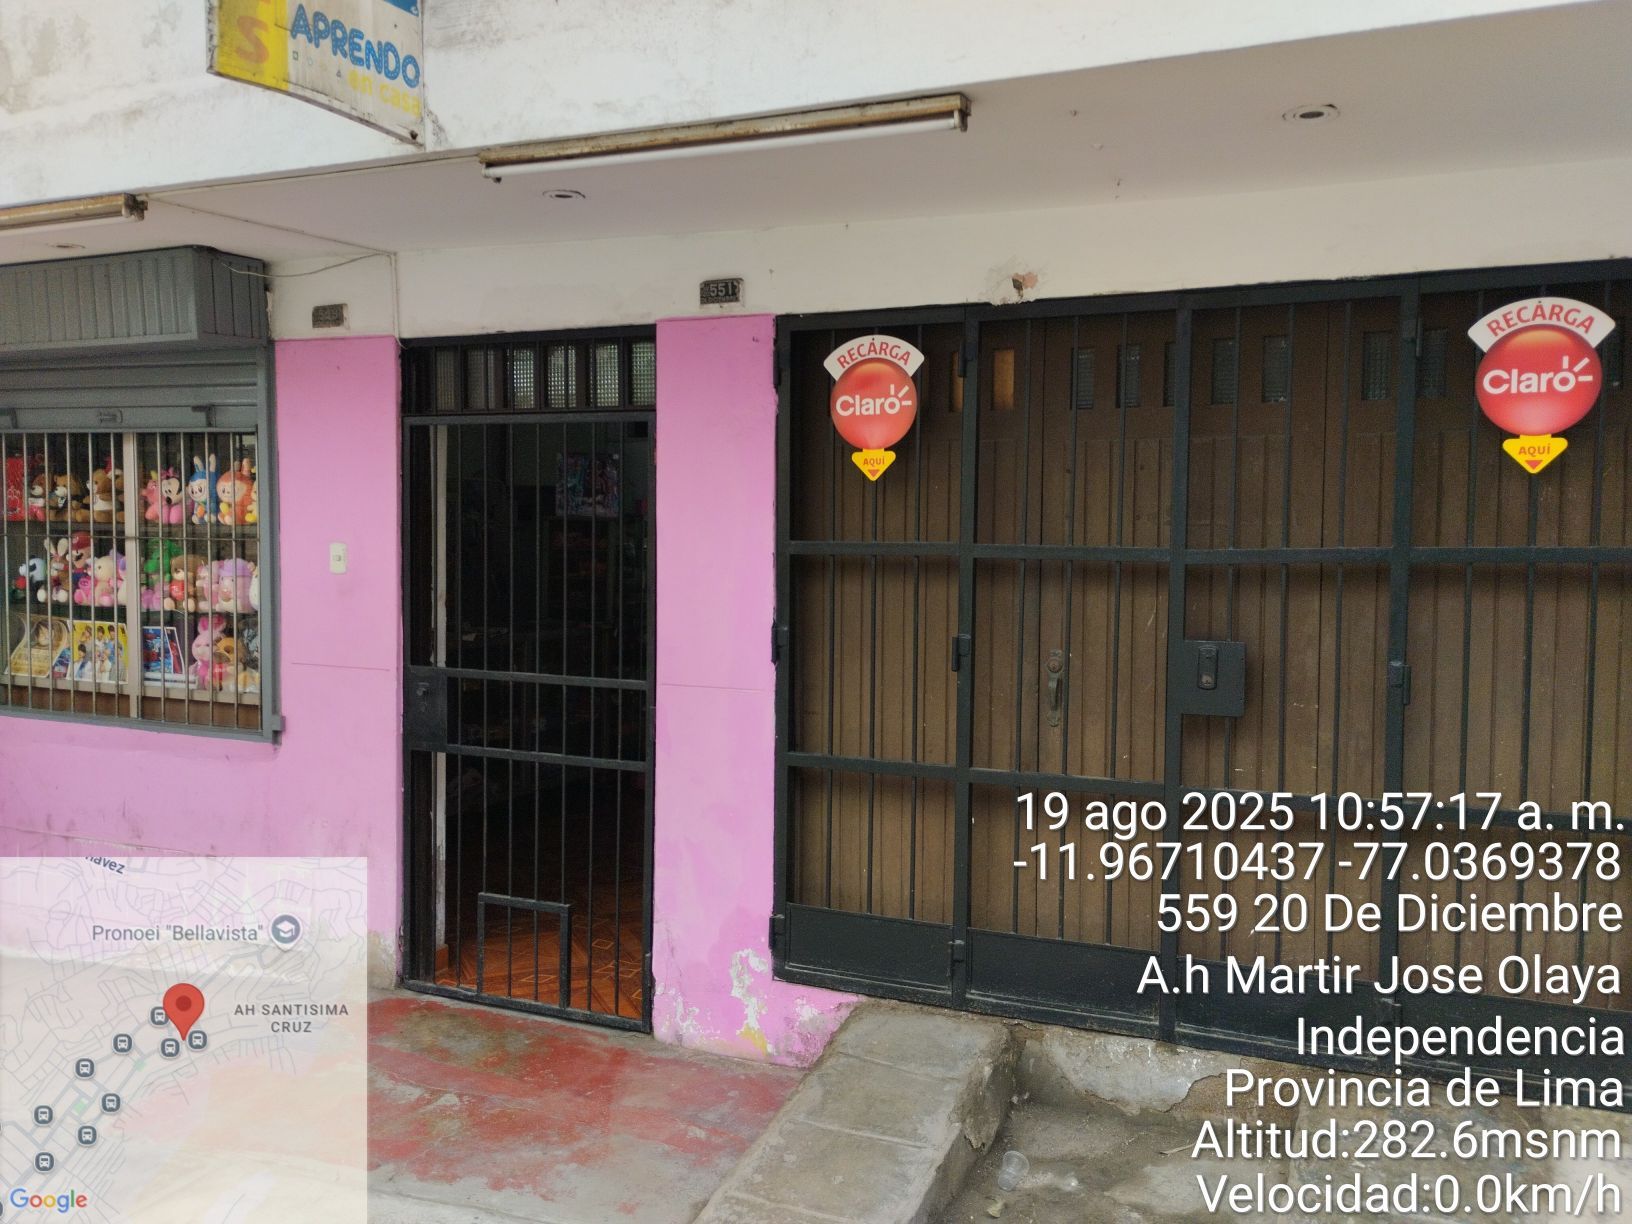 S
APRENDO
en casa
551
RECARGA
Claro
AQUÍ
RECARGA
Claro
AQUÍ
19 ago 2025 10:57:17 a. m.
-11.96710437 -77.0369378
559 20 De Diciembre
A.h Martir Jose Olaya
Independencia
Provincia de Lima
Altitud:282.6msnm
Velocidad:0.0km/h
Pronoei "Bellavista"
AH SANTISIMA
CRUZ
Google